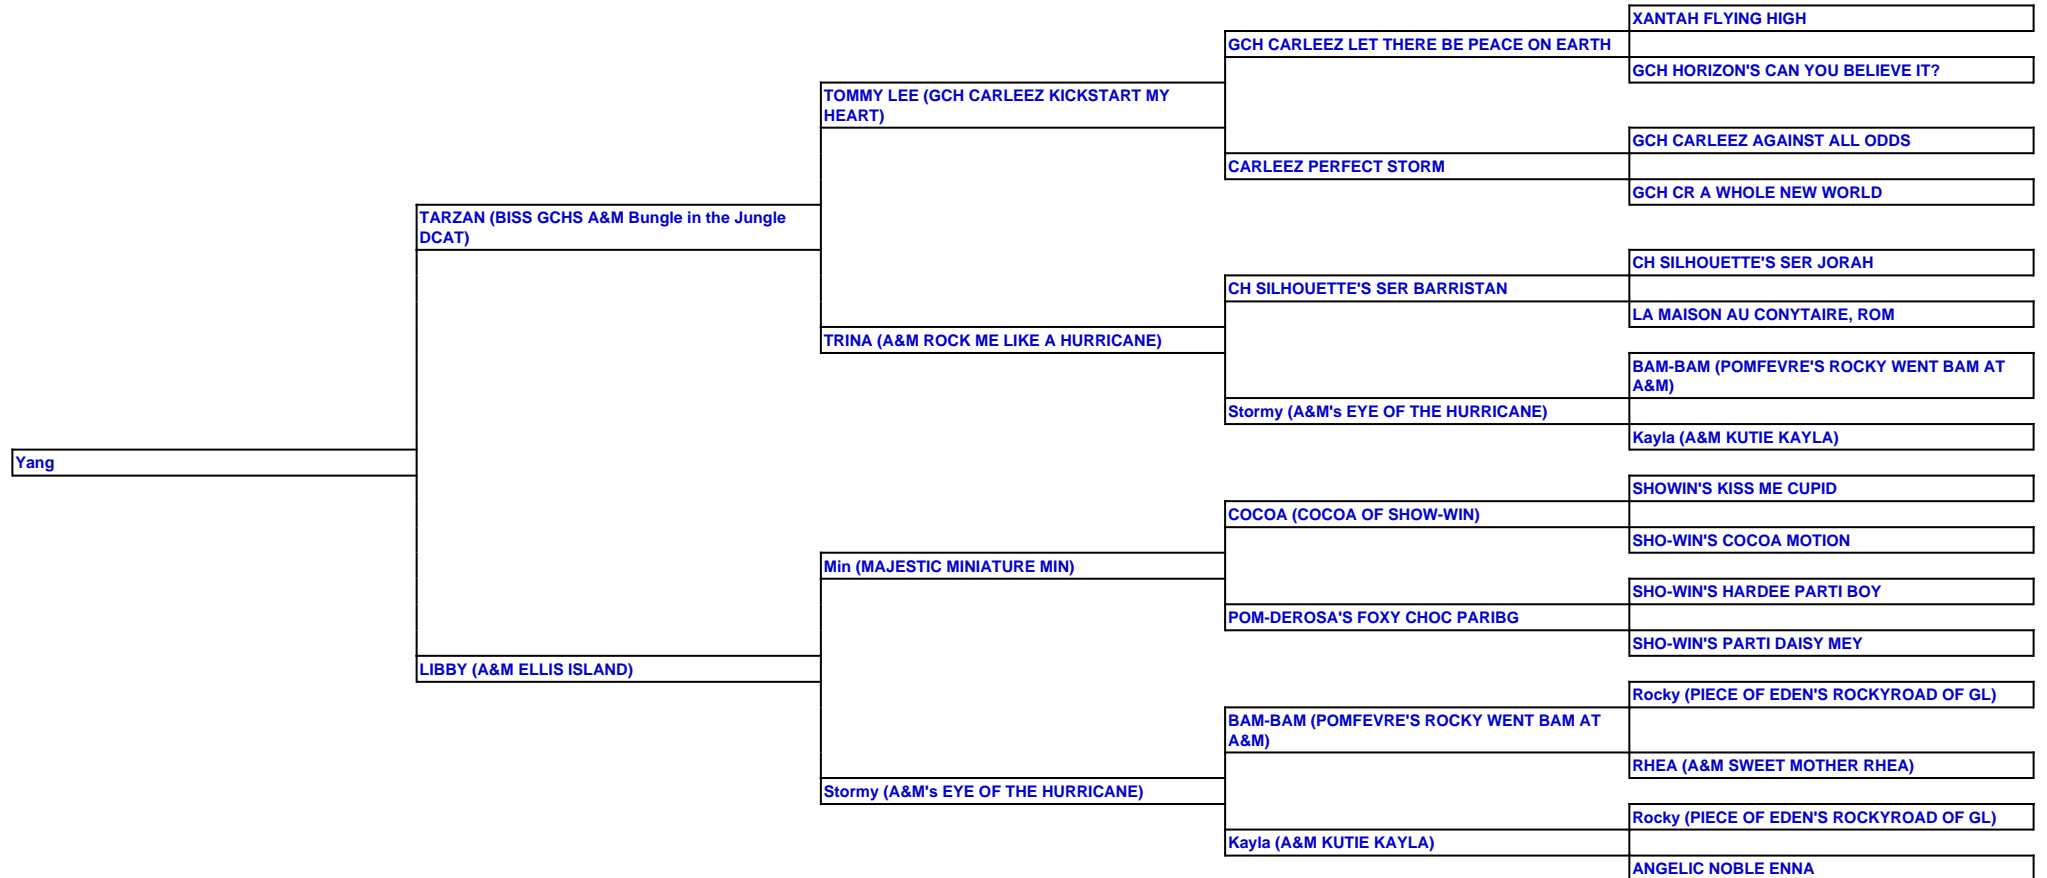 XANTAH FLYING HIGH
GCH CARLEEZ LET THERE BE PEACE ON EARTH
GCH HORIZON'S CAN YOU BELIEVE IT?
TOMMY LEE (GCH CARLEEZ KICKSTART MY
HEART)
GCH CARLEEZ AGAINST ALL ODDS
CARLEEZ PERFECT STORM
GCH CR A WHOLE NEW WORLD
TARZAN (BISS GCHS A&M Bungle in the Jungle
DCAT)
CH SILHOUETTE'S SER JORAH
CH SILHOUETTE'S SER BARRISTAN
LA MAISON AU CONYTAIRE, ROM
TRINA (A&M ROCK ME LIKE A HURRICANE)
BAM-BAM (POMFEVRE'S ROCKY WENT BAM AT
A&M)
Stormy (A&M's EYE OF THE HURRICANE)
Kayla (A&M KUTIE KAYLA)
Yang
SHOWIN'S KISS ME CUPID
COCOA (COCOA OF SHOW-WIN)
SHO-WIN'S COCOA MOTION
Min (MAJESTIC MINIATURE MIN)
SHO-WIN'S HARDEE PARTI BOY
POM-DEROSA'S FOXY CHOC PARIBG
SHO-WIN'S PARTI DAISY MEY
LIBBY (A&M ELLIS ISLAND)
Rocky (PIECE OF EDEN'S ROCKYROAD OF GL)
BAM-BAM (POMFEVRE'S ROCKY WENT BAM AT
A&M)
RHEA (A&M SWEET MOTHER RHEA)
Stormy (A&M's EYE OF THE HURRICANE)
Rocky (PIECE OF EDEN'S ROCKYROAD OF GL)
Kayla (A&M KUTIE KAYLA)
ANGELIC NOBLE ENNA